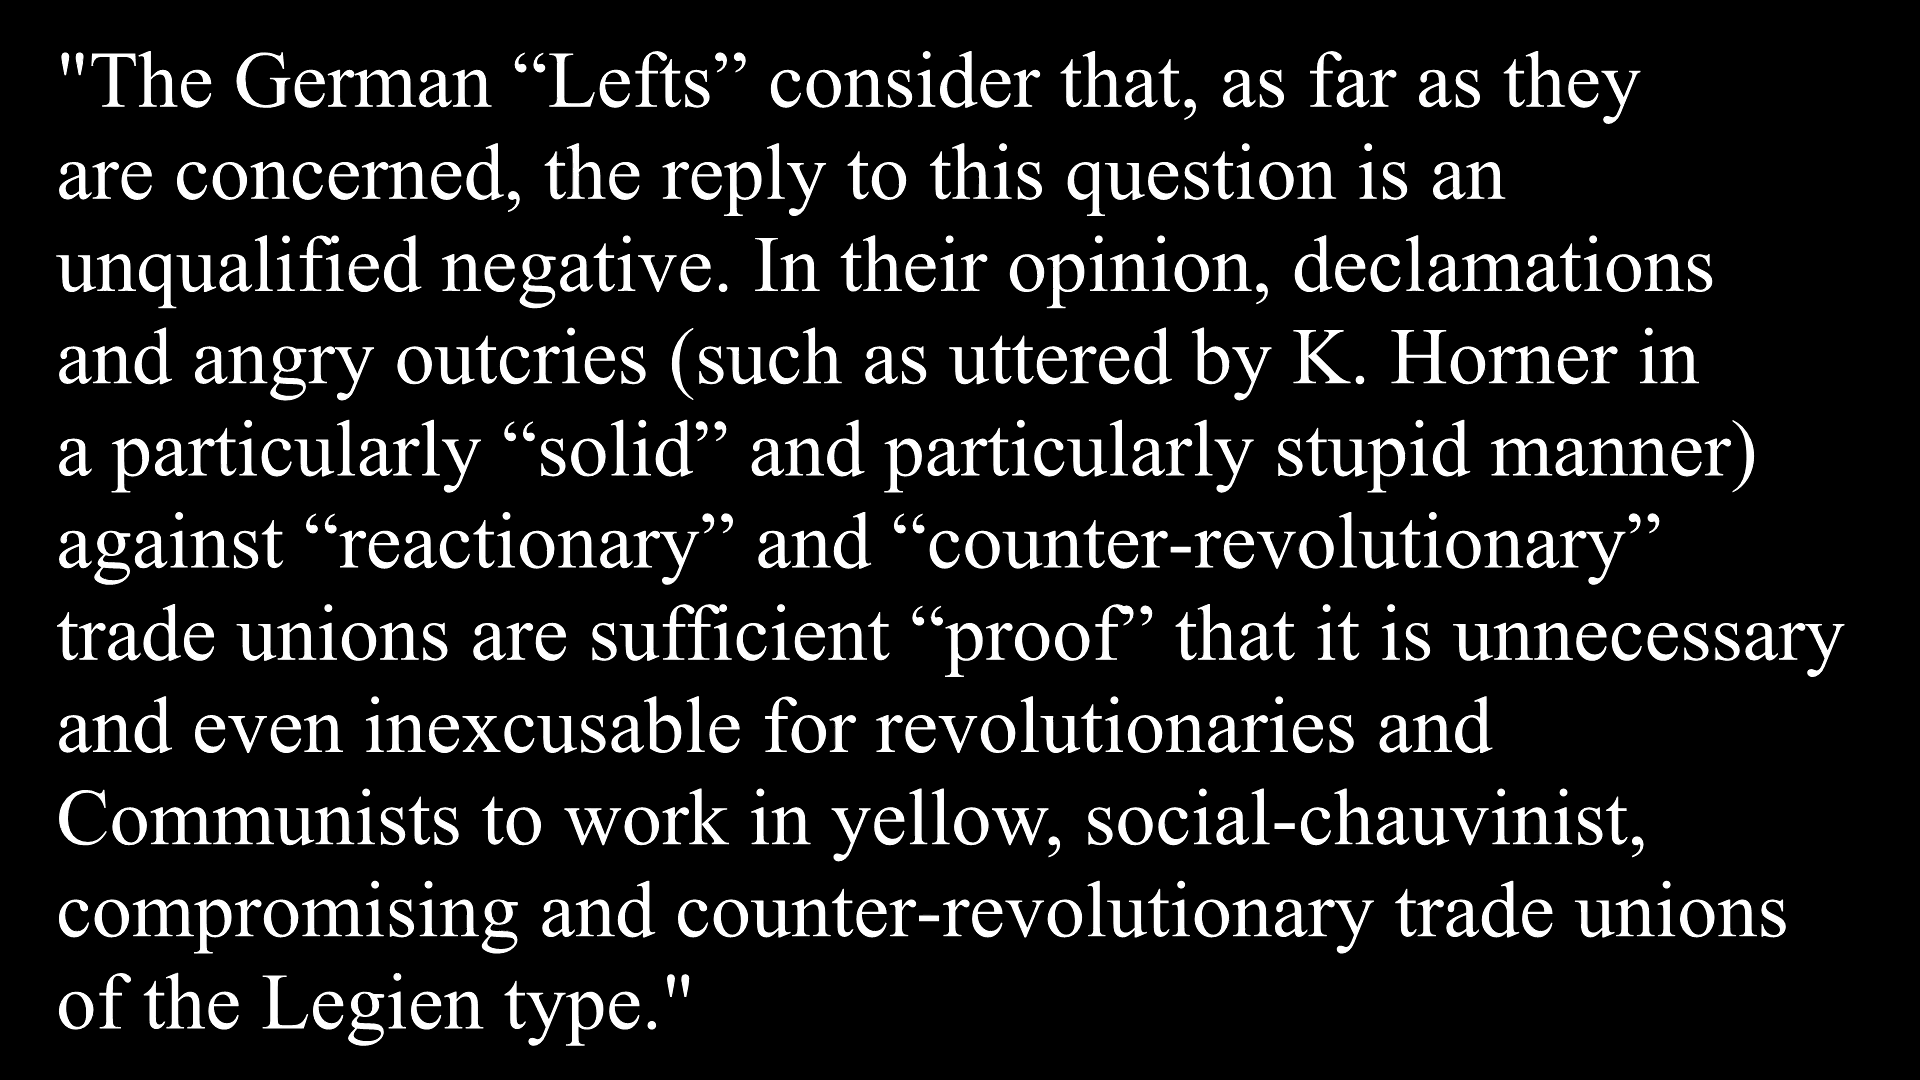 "The German “Lefts” consider that, as far as they
are concerned, the reply to this question is an
unqualified negative. In their opinion, declamations
and angry outcries (such as uttered by K. Horner in
a particularly “solid” and particularly stupid manner)
against “reactionary” and “counter-revolutionary”
trade unions are sufficient “proof” that it is unnecessary
and even inexcusable for revolutionaries and
Communists to work in yellow, social-chauvinist,
compromising and counter-revolutionary trade unions
of the Legien type."